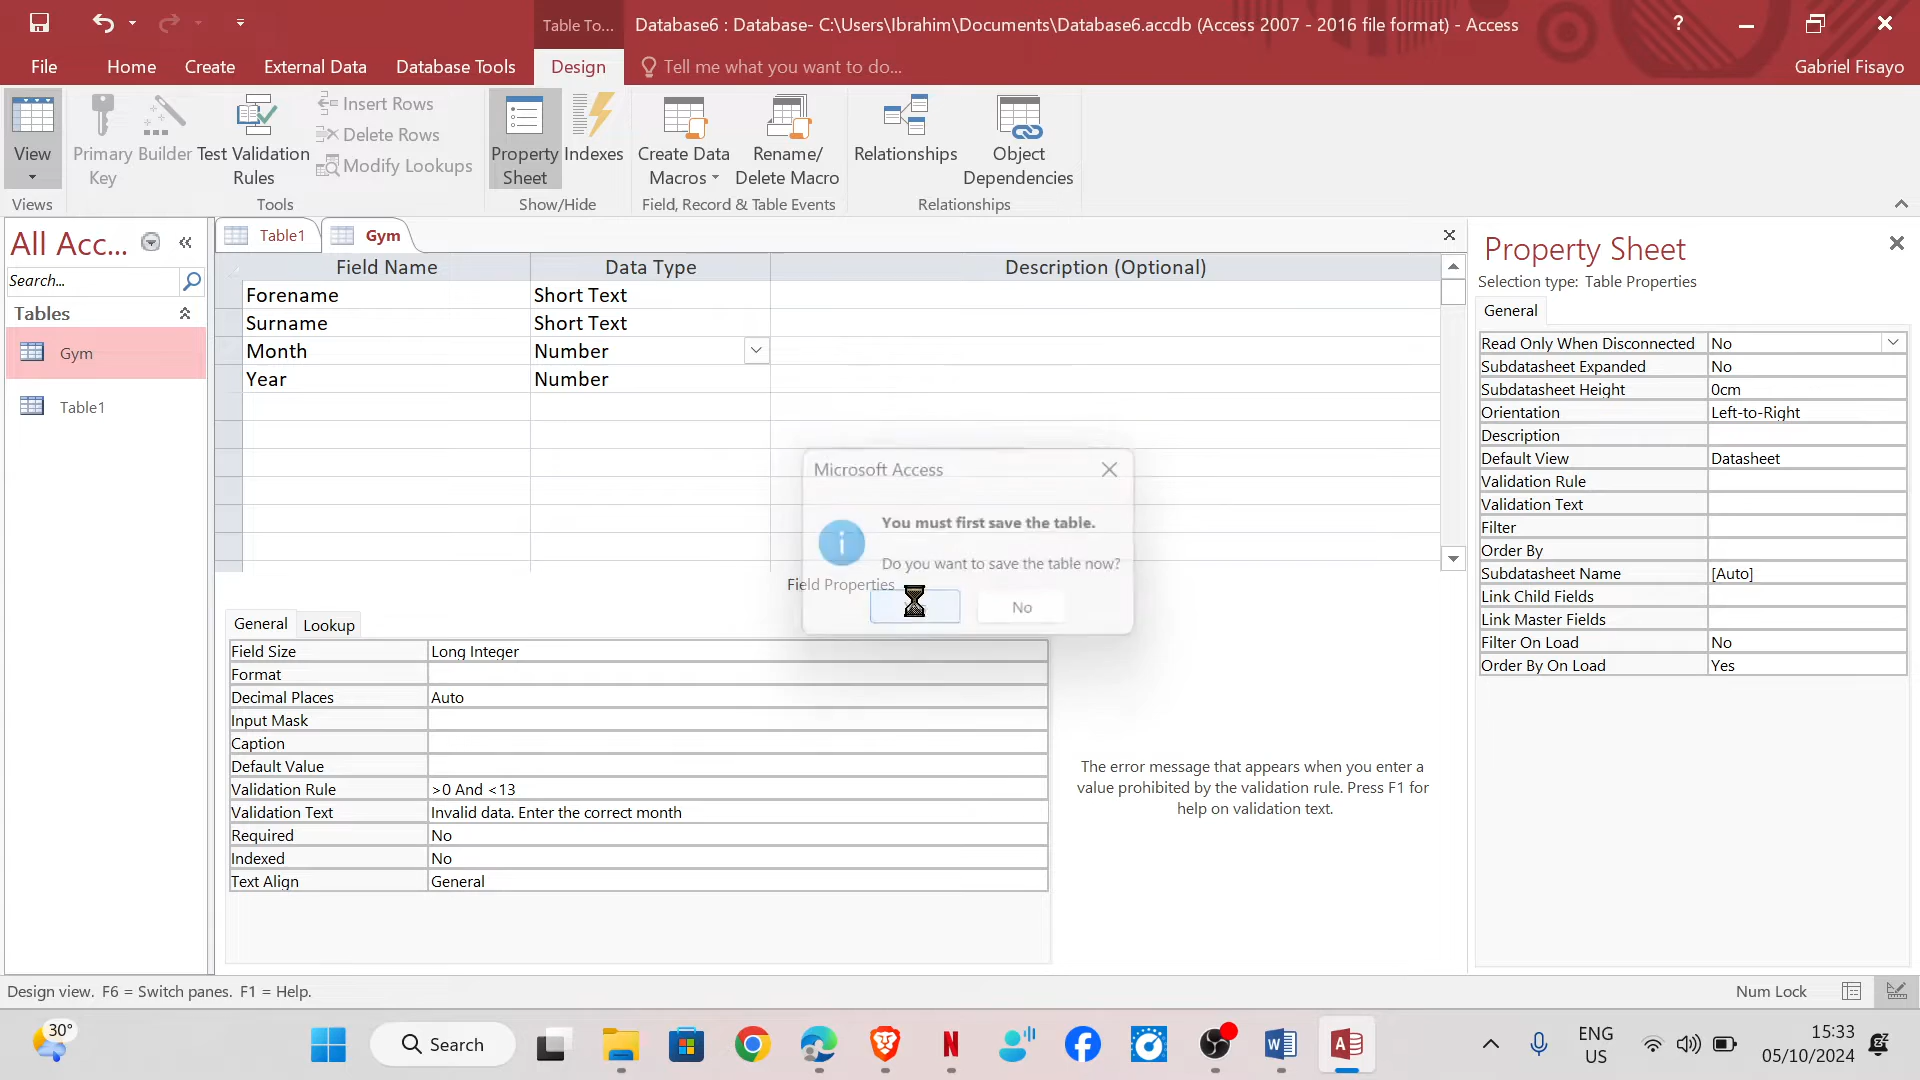 Table To...
Database6 : Database- C:\Users\Ibrahim\Documents\Database6.accdb (Access 2007 - 2016 file format) - Access
?
File Home Create External Data Database Tools Design Tell me what you want to do... Gabriel Fisayo
View
Primary Key
Builder
Test Validation Rules
Insert Rows
Delete Rows
Modify Lookups
Property Sheet
Indexes
Create Data Macros
Rename/ Delete Macro
Relationships
Object Dependencies
Views Tools Show/Hide Field, Record & Table Events Relationships
All Acc...
Search...
Tables
Gym
Table1
Table1 Gym
Field Name Data Type Description (Optional)
Forename Short Text
Surname Short Text
Month Number
Year Number
Microsoft Access
You must first save the table.
Do you want to save the table now?
No
Field Properties
General Lookup
Field Size Long Integer
Format
Decimal Places Auto
Input Mask
Caption
Default Value
Validation Rule >0 And <13
Validation Text Invalid data. Enter the correct month
Required No
Indexed No
Text Align General
The error message that appears when you enter a
value prohibited by the validation rule. Press F1 for
help on validation text.
Property Sheet
Selection type: Table Properties
General
Read Only When Disconnected No
Subdatasheet Expanded No
Subdatasheet Height 0cm
Orientation Left-to-Right
Description
Default View Datasheet
Validation Rule
Validation Text
Filter
Order By
Subdatasheet Name [Auto]
Link Child Fields
Link Master Fields
Filter On Load No
Order By On Load Yes
Design view. F6 = Switch panes. F1 = Help. Num Lock
30°
Search
ENG
US
15:33
05/10/2024